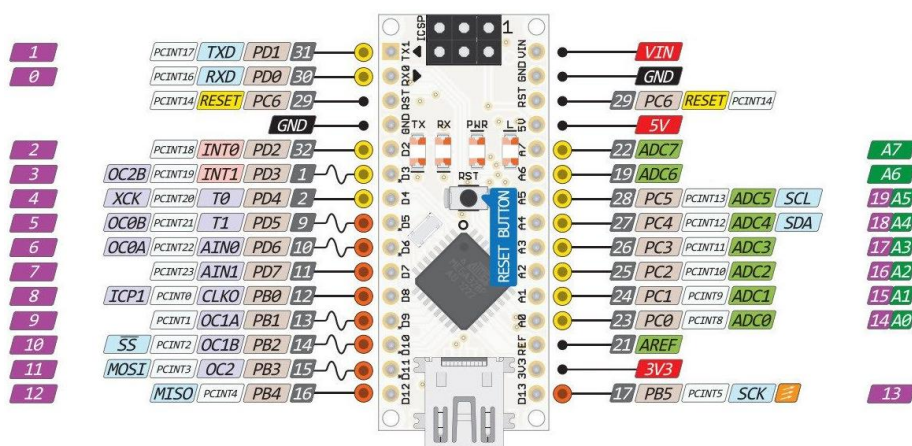 ICSP 1
1 PCINT17 TXD PD1 31 TX1 VIN VIN
0 PCINT16 RXD PD0 30 RX0 GND GND
PCINT14 RESET PC6 29 RST RST 29 PC6 RESET PCINT14
GND GND 5V 5V
TX RX PWR L
2 PCINT18 INT0 PD2 32 D2 A7 22 ADC7 A7
3 OC2B PCINT19 INT1 PD3 1 D3 A6 19 ADC6 A6
RST
4 XCK PCINT20 T0 PD4 2 D4 A5 28 PC5 PCINT13 ADC5 SCL 19 A5
5 OC0B PCINT21 T1 PD5 9 D5 A4 27 PC4 PCINT12 ADC4 SDA 18 A4
RESET BUTTON
6 OC0A PCINT22 AIN0 PD6 10 D6 A3 26 PC3 PCINT11 ADC3 17 A3
7 PCINT23 AIN1 PD7 11 D7 A2 25 PC2 PCINT10 ADC2 16 A2
8 ICP1 PCINT0 CLKO PB0 12 D8 A1 24 PC1 PCINT9 ADC1 15 A1
9 PCINT1 OC1A PB1 13 D9 A0 23 PC0 PCINT8 ADC0 14 A0
10 SS PCINT2 OC1B PB2 14 D10 REF 21 AREF
11 MOSI PCINT3 OC2 PB3 15 D11 3V3 3V3
12 MISO PCINT4 PB4 16 D12 D13 17 PB5 PCINT5 SCK 13